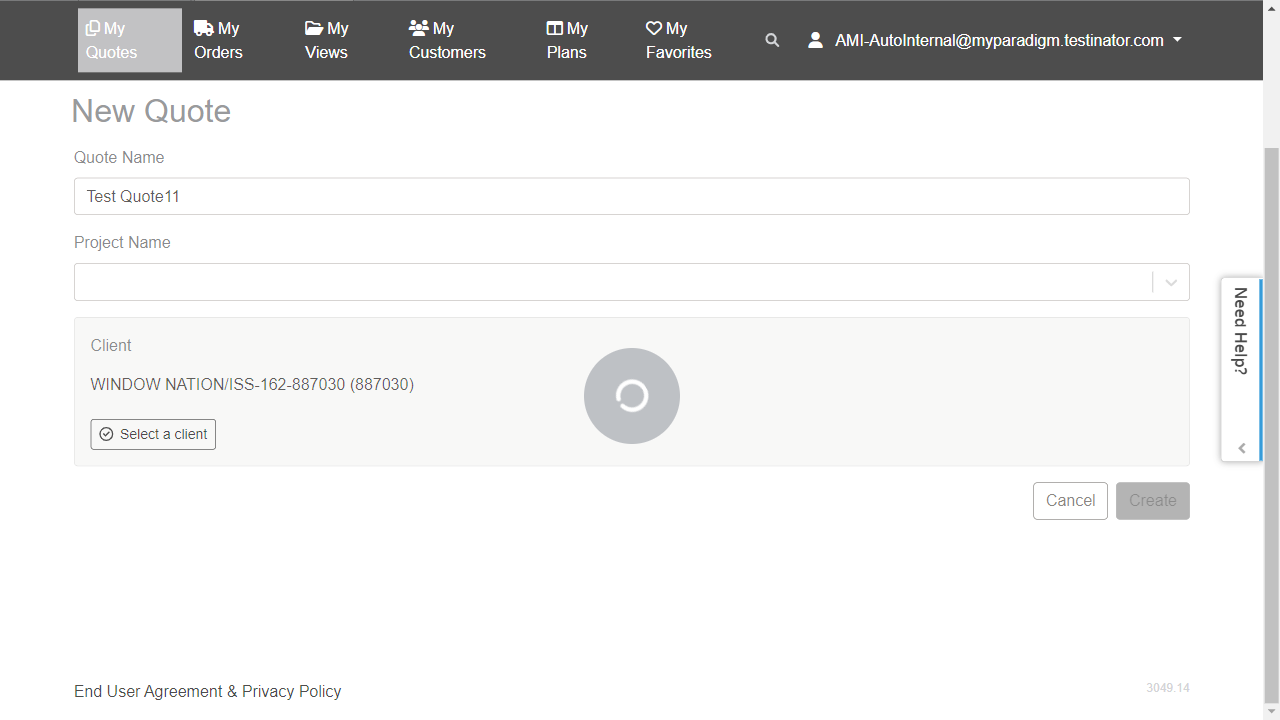 My Quotes
My Orders
My Views
My Customers
My Plans
My Favorites
AMI-AutoInternal@myparadigm.testinator.com
New Quote
Quote Name
Test Quote11
Project Name
Client
WINDOW NATION/ISS-162-887030 (887030)
Select a client
Cancel
Create
Need Help?
End User Agreement & Privacy Policy
3049.14